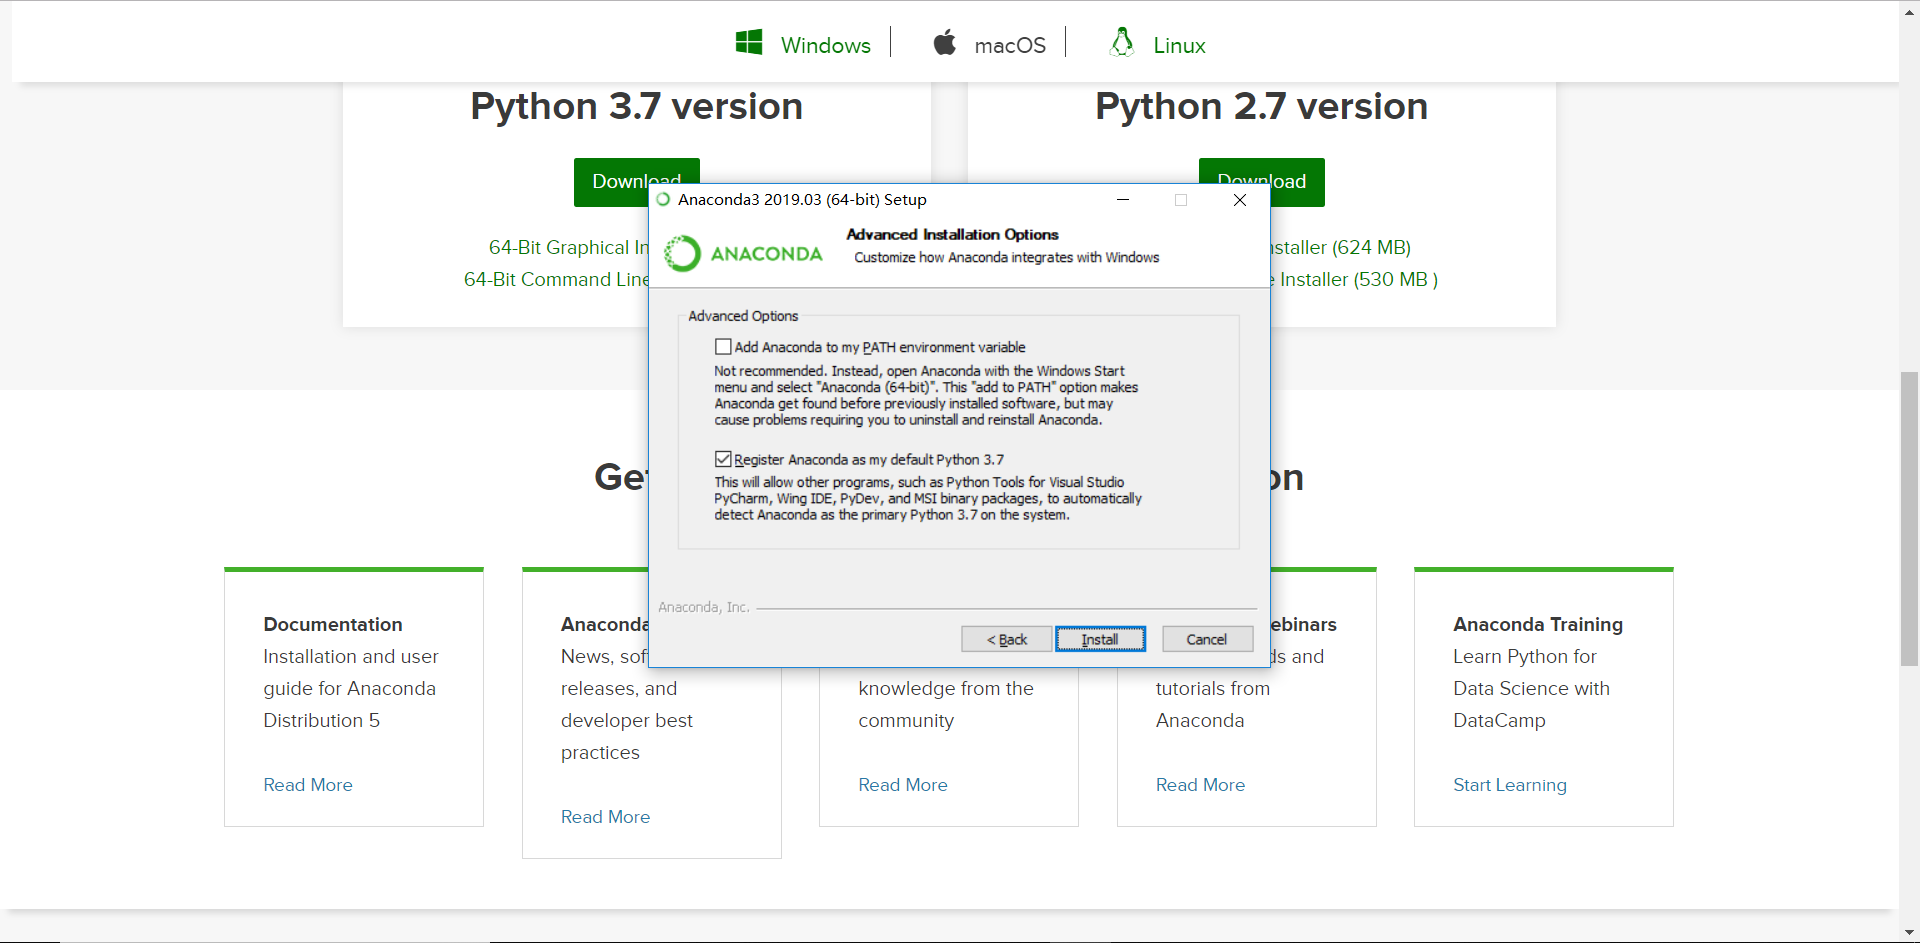 Windows
macOS
Linux
Python 3.7 version
Python 2.7 version
Download
Download
64-Bit Graphical In
nstaller (624 MB)
64-Bit Command Line
Installer (530 MB )
Anaconda3 2019.03 (64-bit) Setup
ANACONDA
Advanced Installation Options
Customize how Anaconda integrates with Windows
Advanced Options
Add Anaconda to my PATH environment variable
Not recommended. Instead, open Anaconda with the Windows Start
menu and select "Anaconda (64-bit)". This "add to PATH" option makes
Anaconda get found before previously installed software, but may
cause problems requiring you to uninstall and reinstall Anaconda.
Register Anaconda as my default Python 3.7
This will allow other programs, such as Python Tools for Visual Studio
PyCharm, Wing IDE, PyDev, and MSI binary packages, to automatically
detect Anaconda as the primary Python 3.7 on the system.
Anaconda, Inc.
< Back
Install
Cancel
Get
on
Documentation
Installation and user
guide for Anaconda
Distribution 5
Read More
Anaconda
News, sof
releases, and
developer best
practices
Read More
knowledge from the
community
Read More
ebinars
ds and
tutorials from
Anaconda
Read More
Anaconda Training
Learn Python for
Data Science with
DataCamp
Start Learning